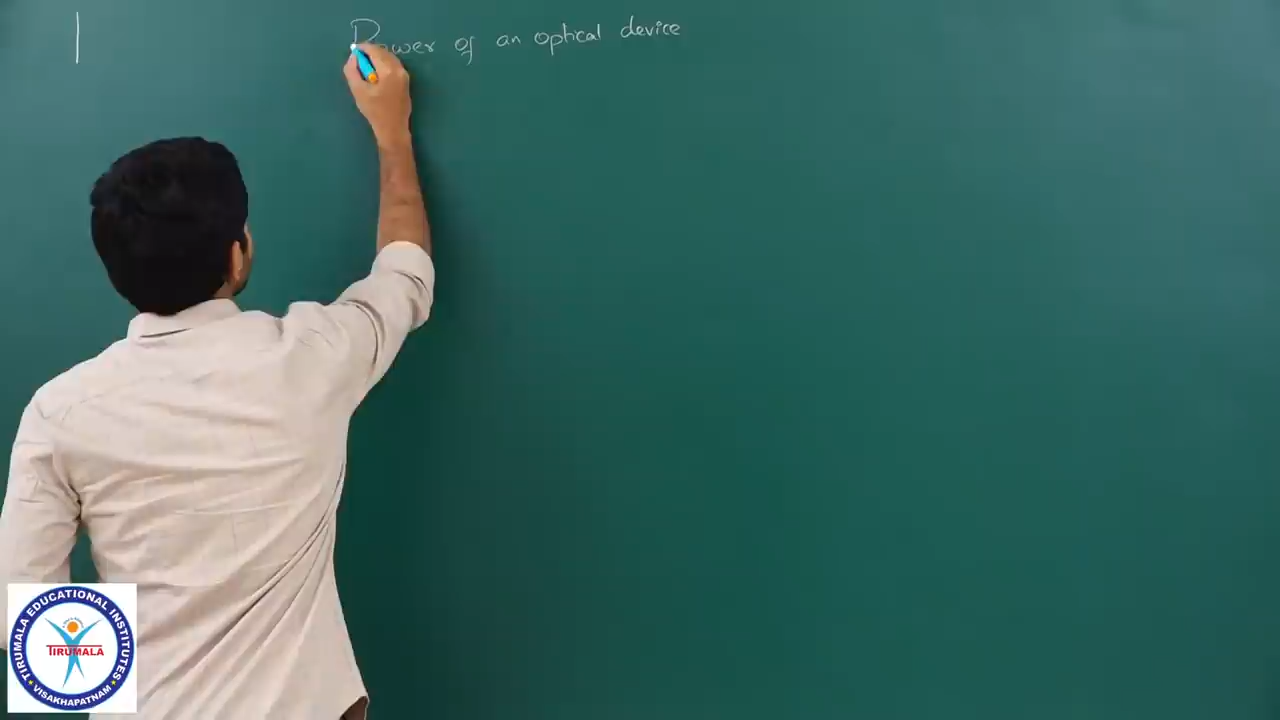 Power of an optical device
TIRUMALA EDUCATIONAL INSTITUTES
TIRUMALA
VISAKHAPATNAM